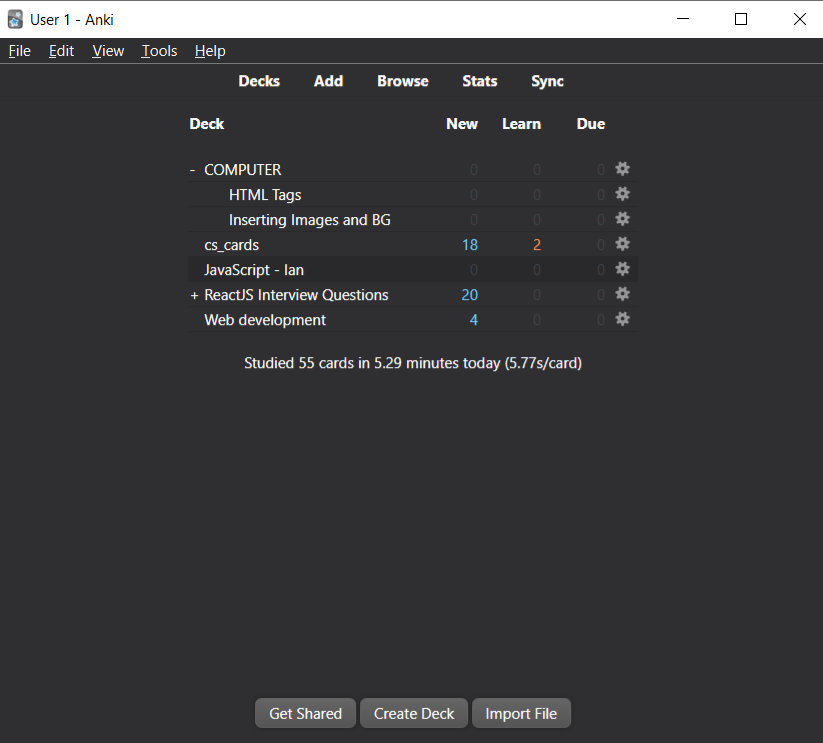 User 1 - Anki
File Edit View Tools Help
Decks Add Browse Stats Sync
Deck New Learn Due
- COMPUTER 0 0 0
HTML Tags 0 0 0
Inserting Images and BG 0 0 0
cs_cards 18 2 0
JavaScript - Ian 0 0 0
+ ReactJS Interview Questions 20 0 0
Web development 4 0 0
Studied 55 cards in 5.29 minutes today (5.77s/card)
Get Shared Create Deck Import File